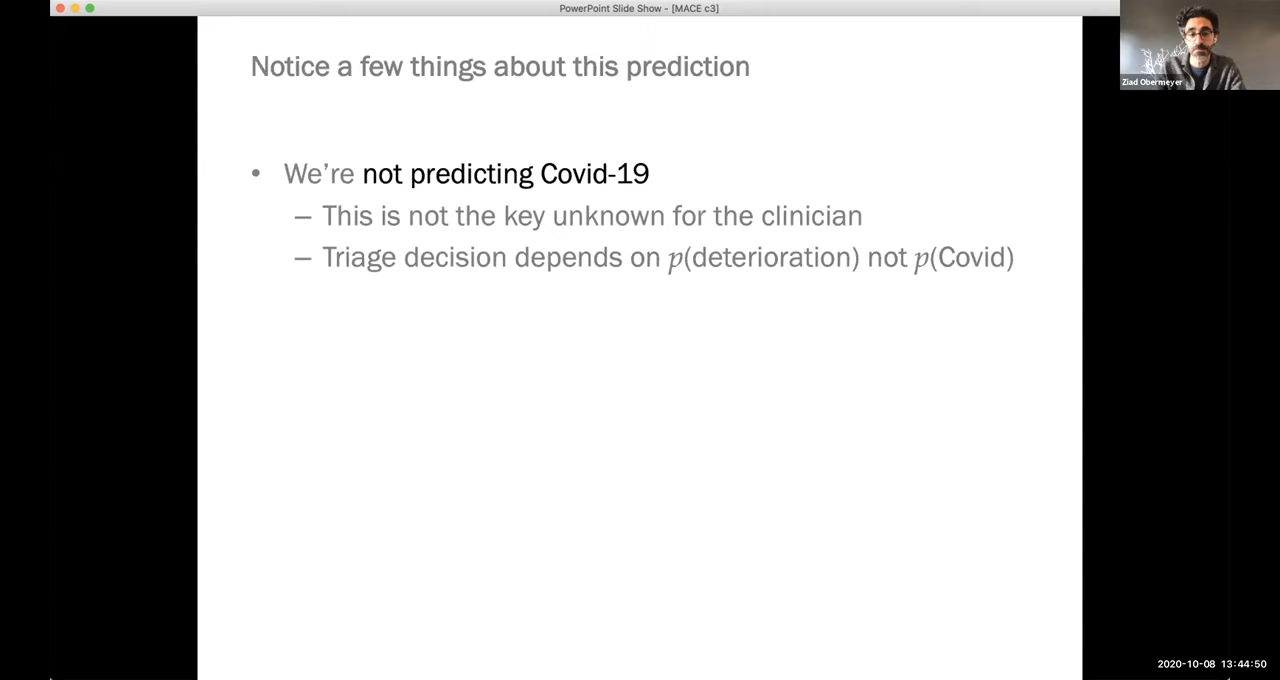 PowerPoint Slide Show - [MACE c3]
Ziad Obermeyer
Notice a few things about this prediction
• We're not predicting Covid-19
– This is not the key unknown for the clinician
– Triage decision depends on p(deterioration) not p(Covid)
2020-10-08 13:44:50